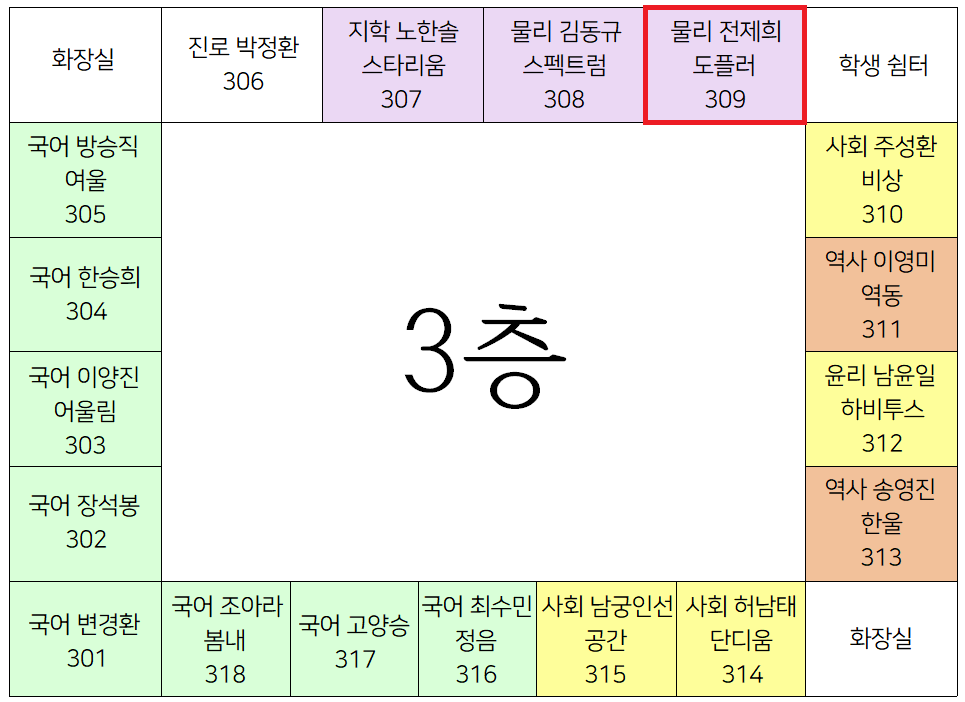 화장실
진로 박정환
306
지학 노한솔
스타리움
307
물리 김동규
스펙트럼
308
물리 전제희
도플러
309
학생 쉼터
국어 방승직
여울
305
사회 주성환
비상
310
국어 한승희
304
역사 이영미
역동
311
3층
국어 이양진
어울림
303
윤리 남윤일
하비투스
312
국어 장석봉
302
역사 송영진
한울
313
국어 변경환
301
국어 조아라
봄내
318
국어 고양승
317
국어 최수민
정음
316
사회 남궁인선
공간
315
사회 허남태
단디움
314
화장실